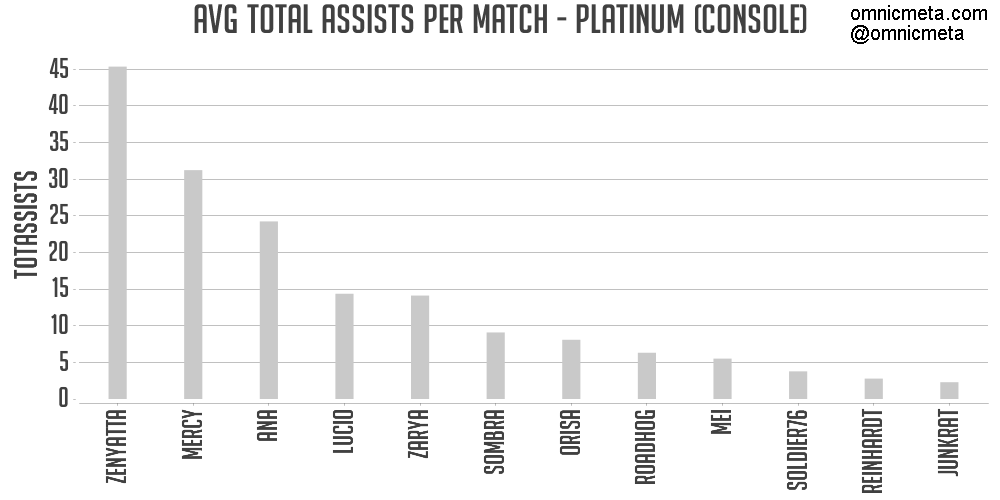 AVG TOTAL ASSISTS PER MATCH - PLATINUM (CONSOLE)
omnicmeta.com
@omnicmeta
TOTASSISTS
45
40
35
30
25
20
15
10
5
0
ZENYATTA
MERCY
ANA
LUCIO
ZARYA
SOMBRA
ORISA
ROADHOG
MEI
SOLDIER76
REINHARDT
JUNKRAT